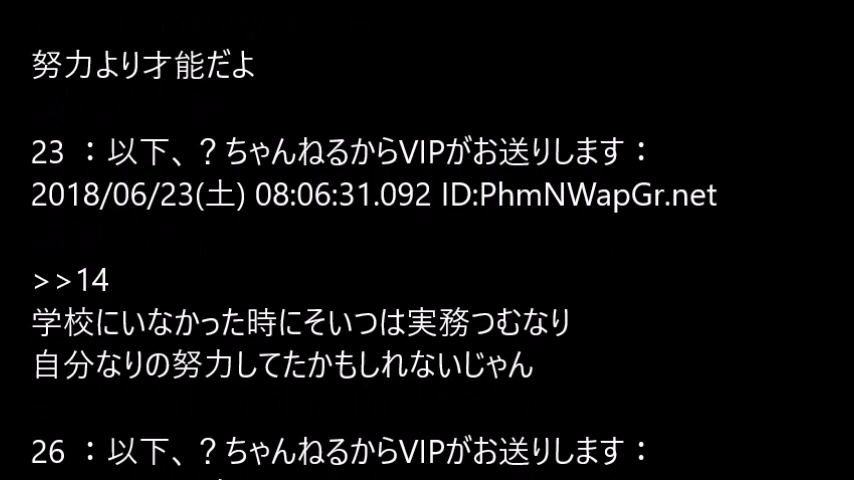 努力より才能だよ
23 ：以下、？ちゃんねるからVIPがお送りします：
2018/06/23(土) 08:06:31.092 ID:PhmNWapGr.net
>>14
学校にいなかった時にそいつは実務つむなり
自分なりの努力してたかもしれないじゃん
26 ：以下、？ちゃんねるからVIPがお送りします：